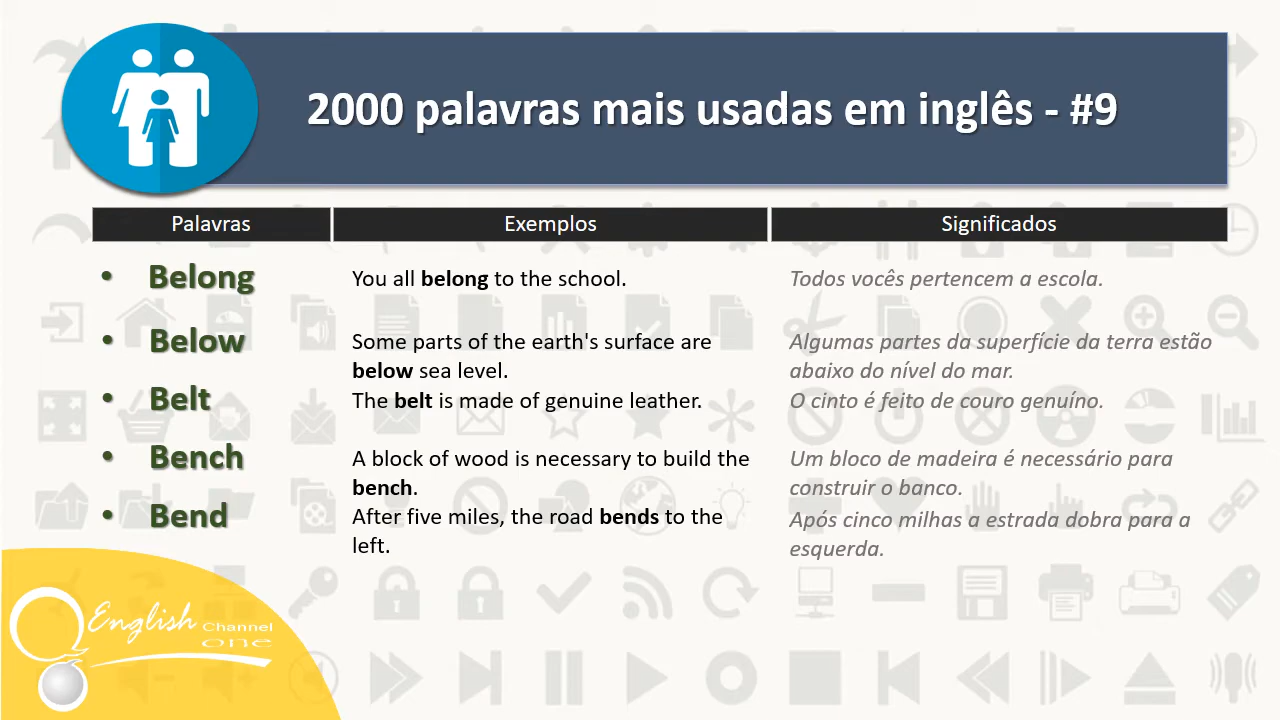 2000 palavras mais usadas em inglês - #9
Palavras
Exemplos
Significados
• Belong
You all belong to the school.
Todos vocês pertencem a escola.
• Below
Some parts of the earth's surface are
below sea level.
Algumas partes da superfície da terra estão
abaixo do nível do mar.
• Belt
The belt is made of genuine leather.
O cinto é feito de couro genuíno.
• Bench
A block of wood is necessary to build the
bench.
Um bloco de madeira é necessário para
construir o banco.
• Bend
After five miles, the road bends to the
left.
Após cinco milhas a estrada dobra para a
esquerda.
English Channel
one